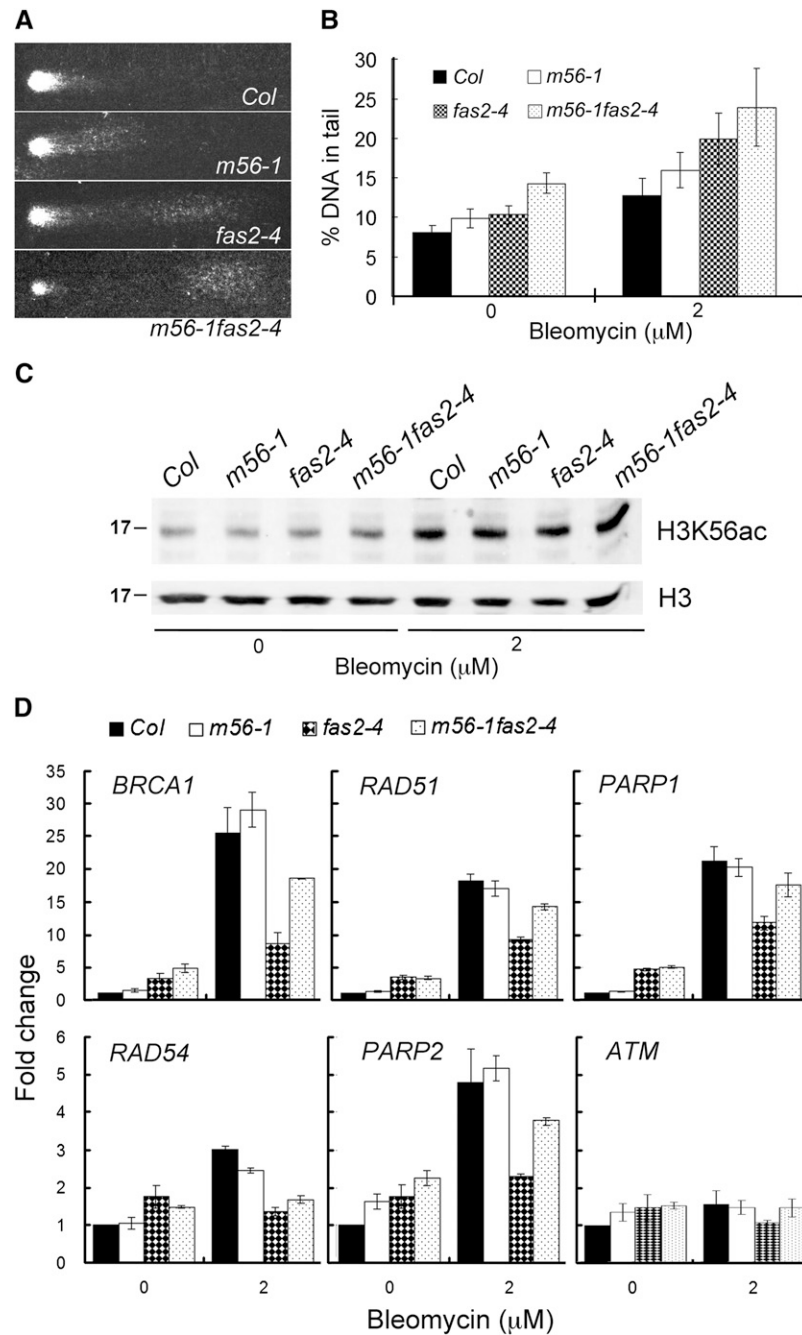 A
Col
m56-1
fas2-4
m56-1fas2-4
B
30
25
20
15
10
5
0
% DNA in tail
Col
m56-1
fas2-4
m56-1fas2-4
0
2
Bleomycin (µM)
C
Col
m56-1
fas2-4
m56-1fas2-4
Col
m56-1
fas2-4
m56-1fas2-4
17
H3K56ac
17
H3
0
2
Bleomycin (µM)
D
Col
m56-1
fas2-4
m56-1fas2-4
Fold change
35
30
25
20
15
10
5
0
BRCA1
RAD51
PARP1
6
5
4
3
2
1
0
RAD54
PARP2
ATM
0
2
0
2
0
2
Bleomycin (µM)